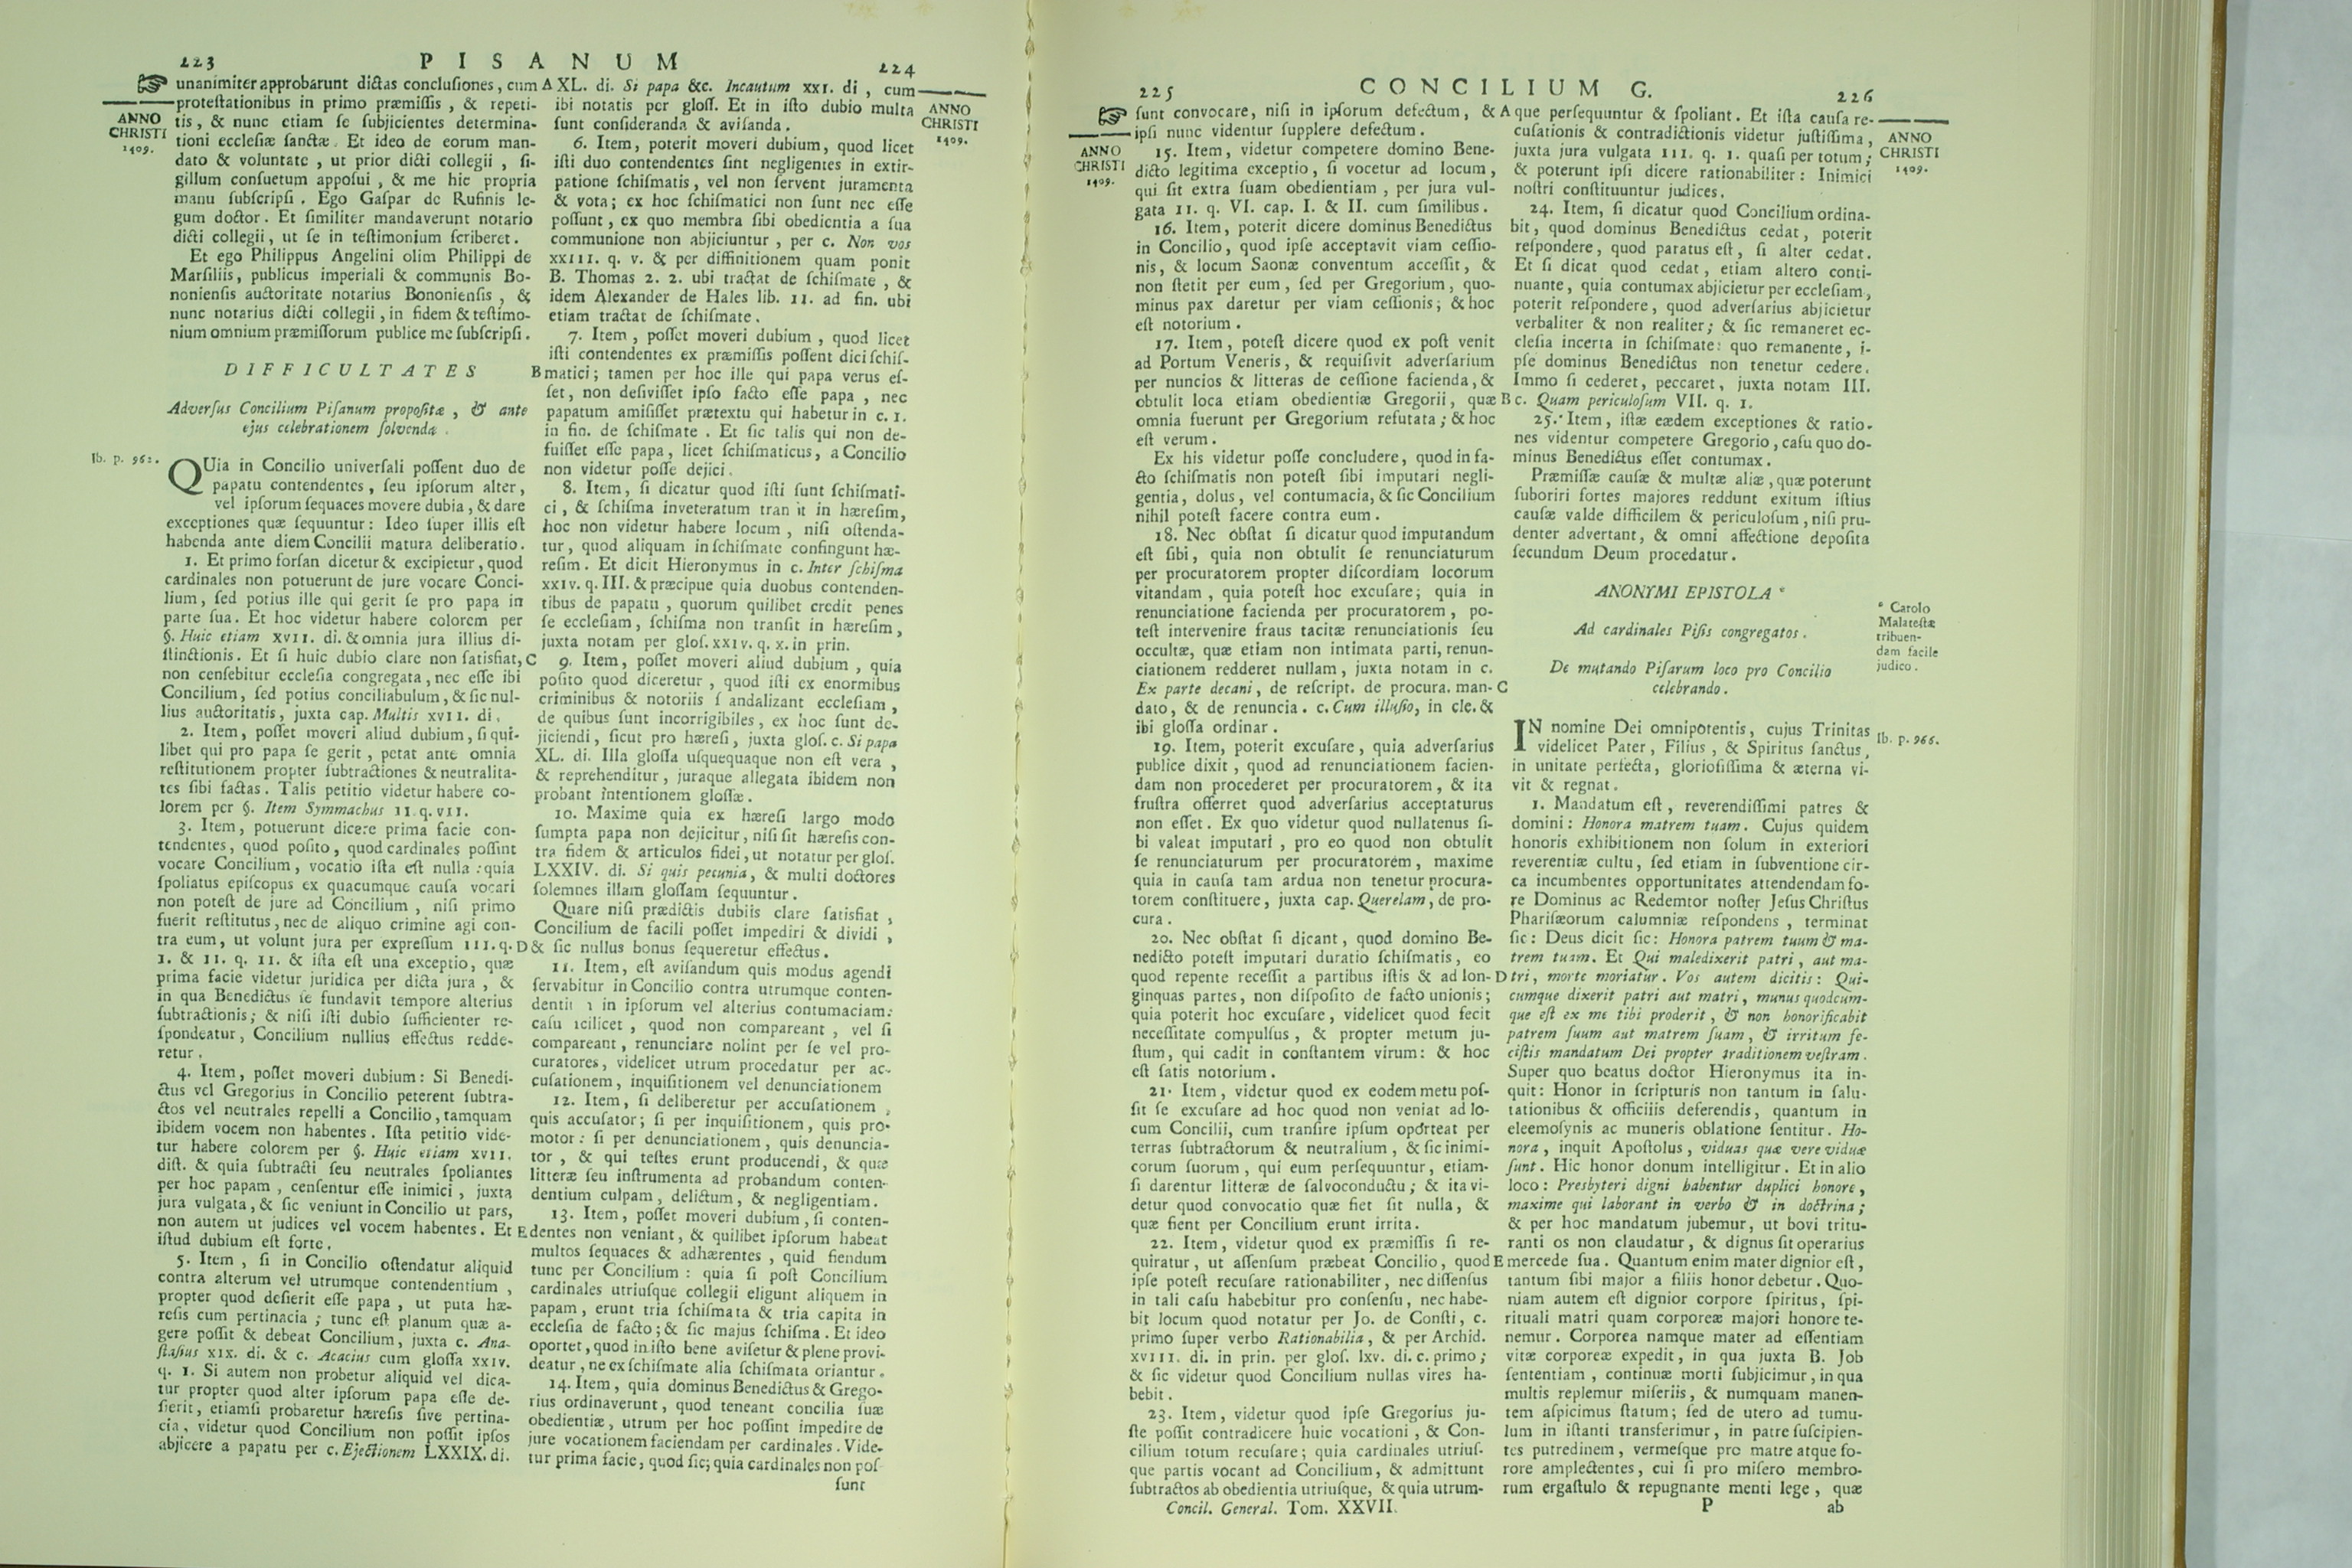 223
PISANUM
224
unanimiter approbarunt dictas conclusiones, cum
protestationibus in primo præmissis, & repeti-
tis, & nunc etiam se subjicientes determina-
tioni ecclesiæ sanctæ. Et ideo de eorum man-
dato & voluntate, ut prior dicti collegii, si-
gillum consuetum apposui, & me hic propria
manu subscripsi. Ego Gaspar de Rufinis le-
gum doctor. Et similiter mandaverunt notario
dicti collegii, ut se in testimonium scriberet.
Et ego Philippus Angelini olim Philippi de
Marsiliis, publicus imperiali & communis Bo-
noniensis auctoritate notarius Bononiensis, &
nunc notarius dicti collegii, in fidem & testimo-
nium omnium præmissorum publice me subscripsi.
ANNO
CHRISTI
1409.
DIFFICULTATES
Adversus Concilium Pisanum propositæ, & ante
ejus celebrationem solvendæ.
Ib. p. 962.
QUia in Concilio universali possent duo de
papatu contendentes, seu ipsorum alter,
vel ipsorum sequaces movere dubia, & dare
exceptiones quæ sequuntur: Ideo super illis est
habenda ante diem Concilii matura deliberatio.
1. Et primo forsan dicetur & excipietur, quod
cardinales non potuerunt de jure vocare Conci-
lium, sed potius ille qui gerit se pro papa in
parte sua. Et hoc videtur habere colorem per
§. Huic etiam XVII. di. & omnia jura illius di-
stinctionis. Et si huic dubio clare non satisfiat,
non censebitur ecclesia congregata, nec esse ibi
Concilium, sed potius conciliabulum, & sic nul-
lius auctoritatis, juxta cap. Multis XVII. di.
2. Item, posset moveri aliud dubium, si qui-
libet qui pro papa se gerit, petat ante omnia
restitutionem propter subtractiones & neutralita-
tes sibi factas. Talis petitio videtur habere co-
lorem per §. Item Symmachus II. q. VII.
3. Item, potuerunt dicere prima facie con-
tendentes, quod posito, quod cardinales possint
vocare Concilium, vocatio ista est nulla: quia
spoliatus episcopus ex quacumque causa vocari
non potest de jure ad Concilium, nisi primo
fuerit restitutus, nec de aliquo crimine agi con-
tra eum, ut volunt jura per expressum III. q.
I. & II. q. II. & ista est una exceptio, quæ
prima facie videtur juridica per dicta jura, &
in qua Benedictus se fundavit tempore alterius
subtractionis; & nisi isti dubio sufficienter re-
spondeatur, Concilium nullius effectus redde-
retur.
4. Item, posset moveri dubium: Si Benedi-
ctus vel Gregorius in Concilio peterent subtra-
ctos vel neutrales repelli a Concilio, tamquam
ibidem vocem non habentes. Ista petitio vide-
tur habere colorem per §. Huic etiam XVII.
dist. & quia subtracti seu neutrales spoliantes
per hoc papam, censentur esse inimici, juxta
jura vulgata, & sic veniunt in Concilio ut pars,
non autem ut judices vel vocem habentes. Et
istud dubium est forte.
5. Item, si in Concilio ostendatur aliquid
contra alterum vel utrumque contendentium,
propter quod desierit esse papa, ut puta hæ-
resis cum pertinacia; tunc est planum quæ a-
gere possit & debeat Concilium, juxta c. Ana-
stasius XIX. di. & c. Acacius cum glossa XXIV.
q. I. Si autem non probetur aliquid vel dica-
tur propter quod alter ipsorum papa esse de-
sierit, etiamsi probaretur hæresis sive pertina-
cia, videtur quod Concilium non possit ipsos
abjicere a papatu per c. Ejectionem LXXIX. di.
A XL. di. Si papa &c. Incautum XXI. di, cum
ibi notatis per gloss. Et in isto dubio multa
sunt consideranda & avisanda.
6. Item, poterit moveri dubium, quod licet
isti duo contendentes sint negligentes in extir-
patione schismatis, vel non servent juramenta
& vota; ex hoc schismatici non sunt nec esse
possunt, ex quo membra sibi obedientia a sua
communione non abjiciuntur, per c. Non vos
XXIII. q. v. & per diffinitionem quam ponit
B. Thomas 2. 2. ubi tractat de schismate, &
idem Alexander de Hales lib. II. ad fin. ubi
etiam tractat de schismate.
7. Item, posset moveri dubium, quod licet
isti contendentes ex præmissis possent dici schis-
B matici; tamen per hoc ille qui papa verus es-
set, non desivisset ipso facto esse papa, nec
papatum amisisset prætextu qui habetur in c. I.
in fin. de schismate. Et sic talis qui non de-
suisset esse papa, licet schismaticus, a Concilio
non videtur posse dejici.
8. Item, si dicatur quod isti sunt schismati-
ci, & schisma inveteratum tran it in hæresim,
hoc non videtur habere locum, nisi ostenda-
tur, quod aliquam in schismate confingunt hæ-
resim. Et dicit Hieronymus in c. Inter schisma
XXIV. q. III. & præcipue quia duobus contenden-
tibus de papatu, quorum quilibet credit penes
se ecclesiam, schisma non transit in hæresim,
juxta notam per glos. XXIV. q. x. in prin.
C 9. Item, posset moveri aliud dubium, quia
posito quod diceretur, quod isti ex enormibus
criminibus & notoriis s andalizant ecclesiam,
de quibus sunt incorrigibiles, ex hoc sunt de-
jiciendi, sicut pro hæresi, juxta glos. c. Si papa
XL. di. Illa glossa usquequaque non est vera,
& reprehenditur, juraque allegata ibidem non
probant intentionem glossæ.
10. Maxime quia ex hæresi largo modo
sumpta papa non dejicitur, nisi sit hæresis con-
tra fidem & articulos fidei, ut notatur per glos.
LXXIV. di. Si quis pecunia, & multi doctores
solemnes illam glossam sequuntur.
Quare nisi prædictis dubiis clare satisfiat,
Concilium de facili posset impediri & dividi,
D & sic nullus bonus sequeretur effectus.
11. Item, est avisandum quis modus agendi
servabitur in Concilio contra utrumque conten-
dentium in ipsorum vel alterius contumaciam:
casu scilicet, quod non compareant, vel si
compareant, renunciare nolint per se vel pro-
curatores, videlicet utrum procedatur per ac-
cusationem, inquisitionem vel denunciationem
12. Item, si deliberetur per accusationem,
quis accusator; si per inquisitionem, quis pro-
motor: si per denunciationem, quis denuncia-
tor, & qui testes erunt producendi, & quæ
litteræ seu instrumenta ad probandum conten-
dentium culpam, delictum, & negligentiam.
13. Item, posset moveri dubium, si conten-
E dentes non veniant, & quilibet ipsorum habeat
multos sequaces & adhærentes, quid fiendum
tunc per Concilium: quia si post Concilium
cardinales utriusque collegii eligunt aliquem in
papam, erunt tria schismata & tria capita in
ecclesia de facto; & sic majus schisma. Et ideo
oportet, quod in isto bene avisetur & plene provi-
deatur, ne ex schismate alia schismata oriantur.
14. Item, quia dominus Benedictus & Grego-
rius ordinaverunt, quod teneant concilia suæ
obedientiæ, utrum per hoc possint impedire de
jure vocationem faciendam per cardinales. Vide-
tur prima facie, quod sic; quia cardinales non pos
sunt
ANNO
CHRISTI
1409.
225
CONCILIUM G.
226
sunt convocare, nisi in ipsorum defectum, &
ipsi nunc videntur supplere defectum.
15. Item, videtur competere domino Bene-
dicto legitima exceptio, si vocetur ad locum,
qui sit extra suam obedientiam, per jura vul-
gata II. q. VI. cap. I. & II. cum similibus.
16. Item, poterit dicere dominus Benedictus
in Concilio, quod ipse acceptavit viam cessio-
nis, & locum Saonæ conventum accessit, &
non stetit per eum, sed per Gregorium, quo-
minus pax daretur per viam cessionis; & hoc
est notorium.
17. Item, potest dicere quod ex post venit
ad Portum Veneris, & requisivit adversarium
per nuncios & litteras de cessione facienda, &
obtulit loca etiam obedientiæ Gregorii, quæ
omnia fuerunt per Gregorium refutata; & hoc
est verum.
Ex his videtur posse concludere, quod in fa-
cto schismatis non potest sibi imputari negli-
gentia, dolus, vel contumacia, & sic Concilium
nihil potest facere contra eum.
18. Nec obstat si dicatur quod imputandum
est sibi, quia non obtulit se renunciaturum
per procuratorem propter discordiam locorum
vitandam, quia potest hoc excusare; quia in
renunciatione facienda per procuratorem, po-
test intervenire fraus tacitæ renunciationis seu
occultæ, quæ etiam non intimata parti, renun-
ciationem redderet nullam, juxta notam in c.
Ex parte decani, de rescript. de procura. man-
dato, & de renuncia. c. Cum illusio, in cle. &
ibi glossa ordinar.
19. Item, poterit excusare, quia adversarius
publice dixit, quod ad renunciationem facien-
dam non procederet per procuratorem, & ita
frustra offerret quod adversarius acceptaturus
non esset. Ex quo videtur quod nullatenus si-
bi valeat imputari, pro eo quod non obtulit
se renunciaturum per procuratorem, maxime
quia in causa tam ardua non tenetur procura-
torem constituere, juxta cap. Querelam, de pro-
cura.
20. Nec obstat si dicant, quod domino Be-
nedicto potest imputari duratio schismatis, eo
quod repente recessit a partibus istis & ad lon-
ginquas partes, non disposito de facto unionis;
quia poterit hoc excusare, videlicet quod fecit
necessitate compulsus, & propter metum ju-
stum, qui cadit in constantem virum: & hoc
est satis notorium.
21. Item, videtur quod ex eodem metu pos-
sit se excusare ad hoc quod non veniat ad lo-
cum Concilii, cum transire ipsum oporteat per
terras subtractorum & neutralium, & sic inimi-
corum suorum, qui eum persequuntur, etiam-
si darentur litteræ de salvoconductu; & ita vi-
detur quod convocatio quæ fiet sit nulla, &
quæ fient per Concilium erunt irrita.
22. Item, videtur quod ex præmissis si re-
quiratur, ut assensum præbeat Concilio, quod
ipse potest recusare rationabiliter, nec dissensus
in tali casu habebitur pro consensu, nec habe-
bit locum quod notatur per Jo. de Consti, c.
primo super verbo Rationabilia, & per Archid.
XVIII. di. in prin. per glos. lxv. di. c. primo;
& sic videtur quod Concilium nullas vires ha-
bebit.
23. Item, videtur quod ipse Gregorius ju-
ste possit contradicere huic vocationi, & Con-
cilium totum recusare; quia cardinales utrius-
que partis vocant ad Concilium, & admittunt
subtractos ab obedientia utriusque, & quia utrum-
Concil. General. Tom. XXVII.
ANNO
CHRISTI
1409.
A que persequuntur & spoliant. Et ista causa re-
cusationis & contradictionis videtur justissima,
juxta jura vulgata III. q. I. quasi per totum;
& poterunt ipsi dicere rationabiliter: Inimici
nostri constituuntur judices.
24. Item, si dicatur quod Concilium ordina-
bit, quod dominus Benedictus cedat, poterit
respondere, quod paratus est, si alter cedat.
Et si dicat quod cedat, etiam altero conti-
nuante, quia contumax abjicietur per ecclesiam,
poterit respondere, quod adversarius abjicietur
verbaliter & non realiter; & sic remaneret ec-
clesia incerta in schismate: quo remanente, i-
pse dominus Benedictus non tenetur cedere.
Immo si cederet, peccaret, juxta notam III.
B c. Quam periculosum VII. q. I.
25. Item, istæ eædem exceptiones & ratio-
nes videntur competere Gregorio, casu quo do-
minus Benedictus esset contumax.
Præmissæ causæ & multæ aliæ, quæ poterunt
suboriri fortes majores reddunt exitum istius
causæ valde difficilem & periculosum, nisi pru-
denter advertant, & omni affectione deposita
secundum Deum procedatur.
ANONYMI EPISTOLA *
Ad cardinales Pisis congregatos.
De mutando Pisarum loco pro Concilio
C
celebrando.
* Carolo
Malatestæ
tribuen-
dam facile
judico.
IN nomine Dei omnipotentis, cujus Trinitas
videlicet Pater, Filius, & Spiritus sanctus,
in unitate perfecta, gloriosissima & æterna vi-
vit & regnat.
Ib. p. 966.
1. Mandatum est, reverendissimi patres &
domini: Honora matrem tuam. Cujus quidem
honoris exhibitionem non solum in exteriori
reverentiæ cultu, sed etiam in subventione cir-
ca incumbentes opportunitates attendendam fo-
re Dominus ac Redemtor noster Jesus Christus
Pharisæorum calumniæ respondens, terminat
sic: Deus dicit sic: Honora patrem tuum & ma-
trem tuam. Et Qui maledixerit patri, aut ma-
D tri, morte moriatur. Vos autem dicitis: Qui-
cumque dixerit patri aut matri, munus quodcum-
que est ex me tibi proderit, & non honorificabit
patrem suum aut matrem suam, & irritum fe-
cistis mandatum Dei propter traditionem vestram.
Super quo beatus doctor Hieronymus ita in-
quit: Honor in scripturis non tantum in salu-
tationibus & officiis deferendis, quantum in
eleemosynis ac muneris oblatione sentitur. Ho-
nora, inquit Apostolus, viduas quæ vere viduæ
sunt. Hic honor donum intelligitur. Et in alio
loco: Presbyteri digni habentur duplici honore,
maxime qui laborant in verbo & in doctrina;
& per hoc mandatum jubemur, ut bovi tritu-
ranti os non claudatur, & dignus sit operarius
E mercede sua. Quantum enim mater dignior est,
tantum sibi major a filiis honor debetur. Quo-
niam autem est dignior corpore spiritus, spi-
rituali matri quam corporeæ majori honore te-
nemur. Corporea namque mater ad essentiam
vitæ corporeæ expedit, in qua juxta B. Job
sententiam, continuæ morti subjicimur, in qua
multis replemur miseriis, & numquam manen-
tem aspicimus statum; sed de utero ad tumu-
lum in istanti transferimur, in patre suscipien-
tes putredinem, vermesque pro matre atque so-
rore amplectentes, cui si pro misero membro-
rum ergastulo & repugnante menti lege, quæ
P
ab
ANNO
CHRISTI
1409.